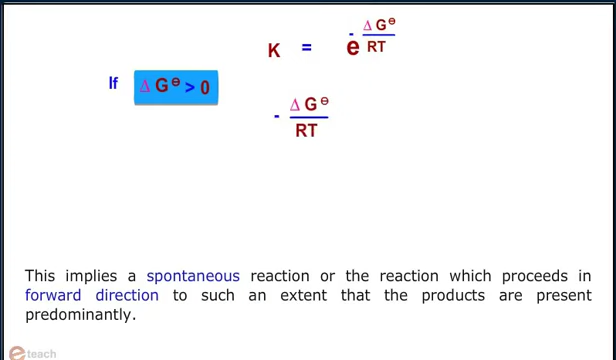 K = e^-ΔG⊖/RT
If ΔG⊖ > 0
- ΔG⊖/RT
This implies a spontaneous reaction or the reaction which proceeds in
forward direction to such an extent that the products are present
predominantly.
e teach